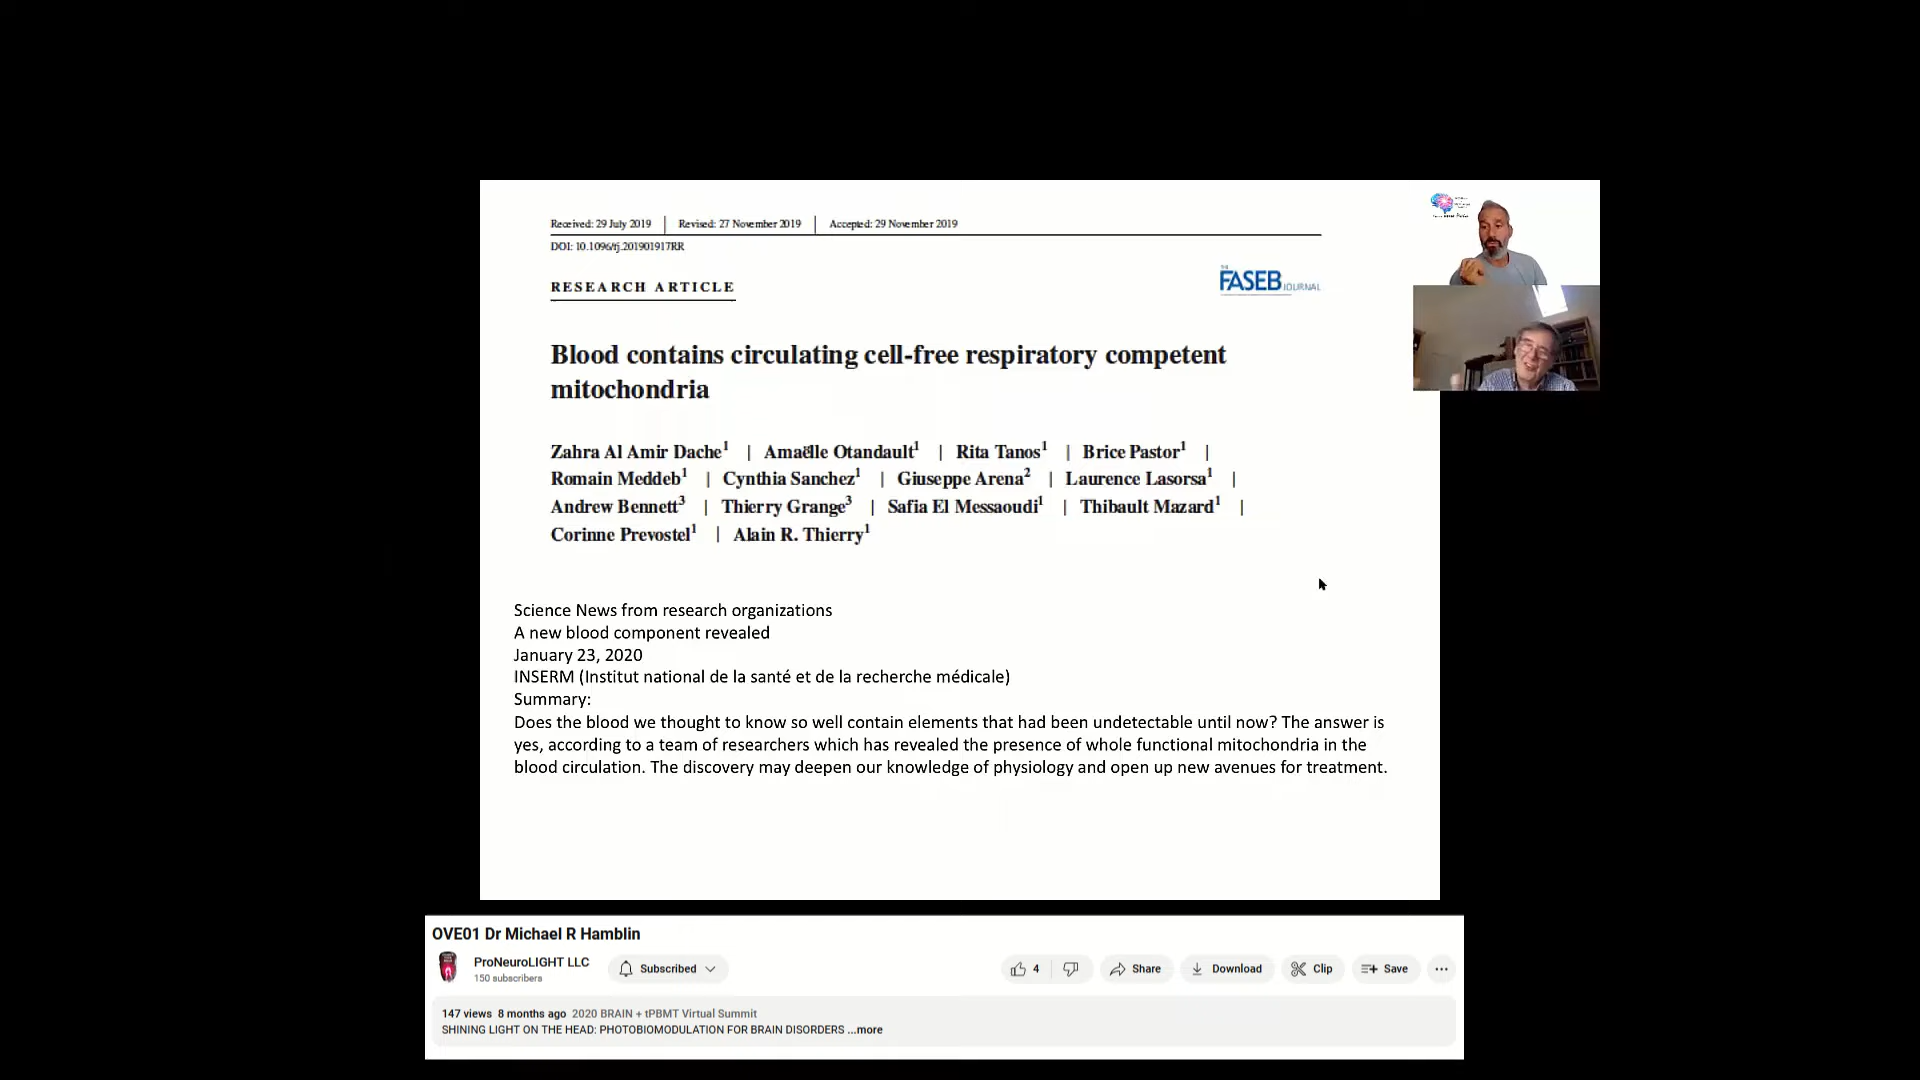 Received: 29 July 2019 | Revised: 27 November 2019 | Accepted: 29 November 2019
DOI: 10.1096/fj.201901917RR
RESEARCH ARTICLE
THE
FASEB JOURNAL
Blood contains circulating cell-free respiratory competent
mitochondria
Zahra Al Amir Dache1 | Amaëlle Otandault1 | Rita Tanos1 | Brice Pastor1 |
Romain Meddeb1 | Cynthia Sanchez1 | Giuseppe Arena2 | Laurence Lasorsa1 |
Andrew Bennett3 | Thierry Grange3 | Safia El Messaoudi1 | Thibault Mazard1 |
Corinne Prevostel1 | Alain R. Thierry1
Science News from research organizations
A new blood component revealed
January 23, 2020
INSERM (Institut national de la santé et de la recherche médicale)
Summary:
Does the blood we thought to know so well contain elements that had been undetectable until now? The answer is
yes, according to a team of researchers which has revealed the presence of whole functional mitochondria in the
blood circulation. The discovery may deepen our knowledge of physiology and open up new avenues for treatment.
OVE01 Dr Michael R Hamblin
ProNeuroLIGHT LLC
150 subscribers
Subscribed
4
Share
Download
Clip
Save
147 views 8 months ago 2020 BRAIN + tPBMT Virtual Summit
SHINING LIGHT ON THE HEAD: PHOTOBIOMODULATION FOR BRAIN DISORDERS ...more